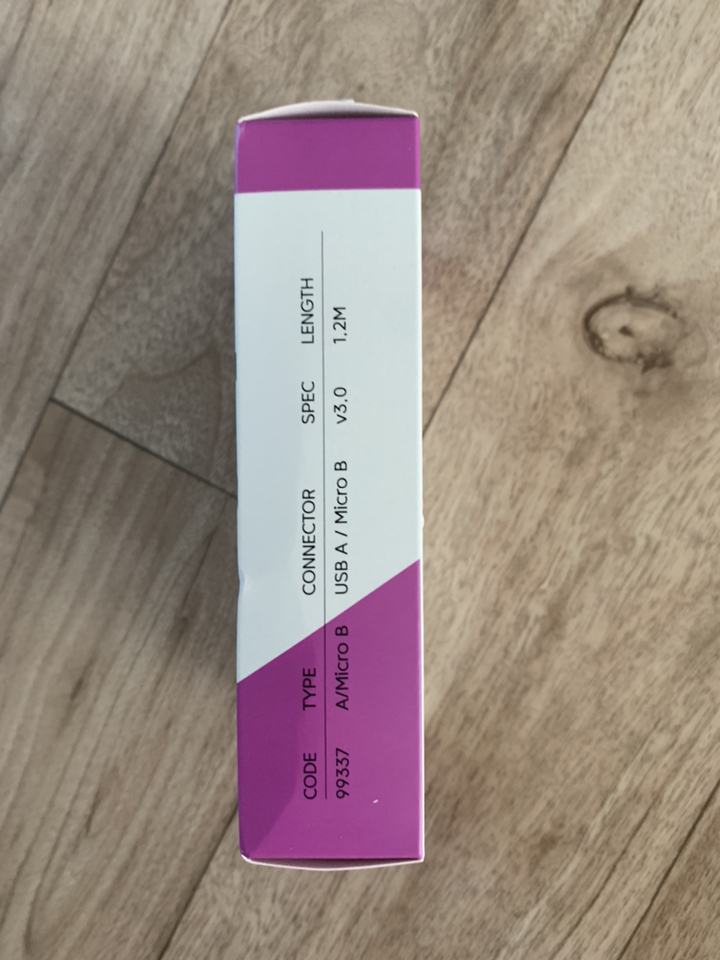 CODE TYPE CONNECTOR SPEC LENGTH
99337 A/Micro B USB A / Micro B v3.0 1.2M